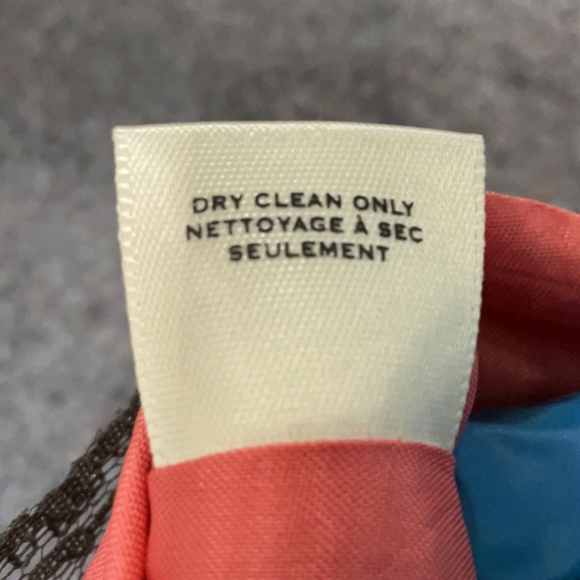 DRY CLEAN ONLY
NETTOYAGE À SEC
SEULEMENT